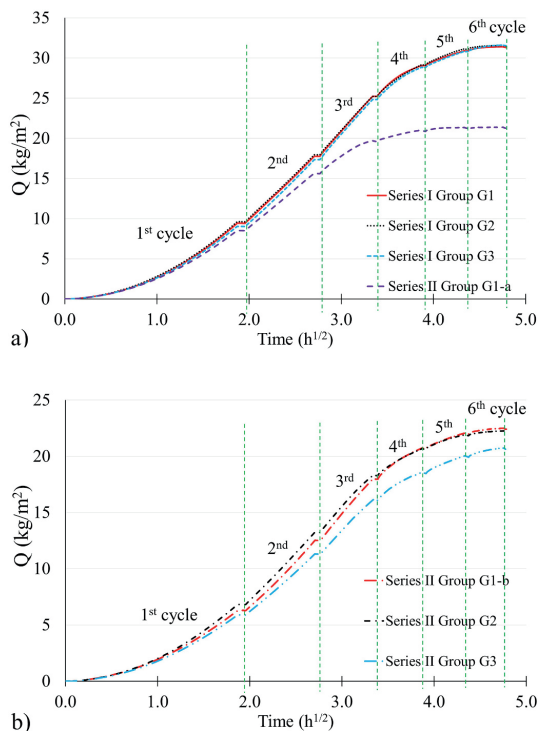 35
30
25
20
15
10
5
0
Q (kg/m²)
1st cycle
2nd
3rd
4th
5th
6th cycle
Series I Group G1
Series I Group G2
Series I Group G3
Series II Group G1-a
0.0 1.0 2.0 3.0 4.0 5.0
Time (h1/2)
a)
25
20
15
10
5
0
Q (kg/m²)
1st cycle
2nd
3rd
4th
5th
6th cycle
Series II Group G1-b
Series II Group G2
Series II Group G3
0.0 1.0 2.0 3.0 4.0 5.0
Time (h1/2)
b)